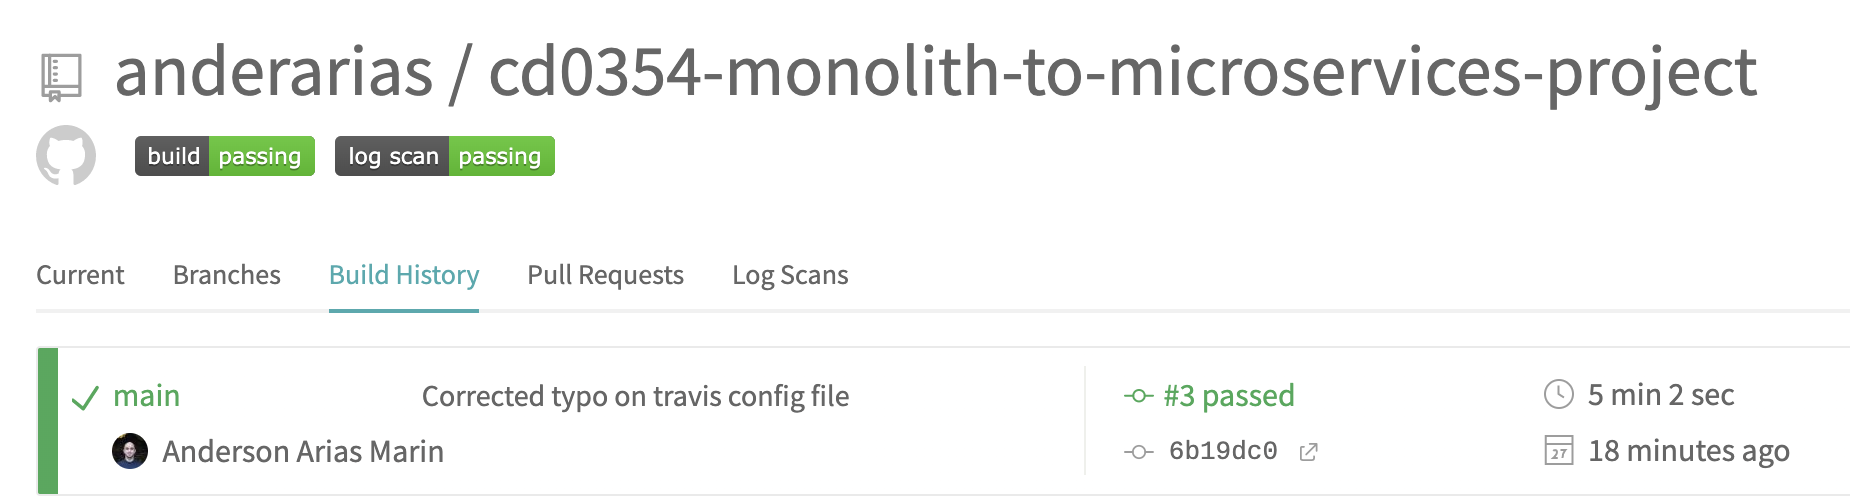 anderarias / cd0354-monolith-to-microservices-project
build passing log scan passing
Current Branches Build History Pull Requests Log Scans
main Corrected typo on travis config file #3 passed 5 min 2 sec
Anderson Arias Marin 6b19dc0 27 18 minutes ago